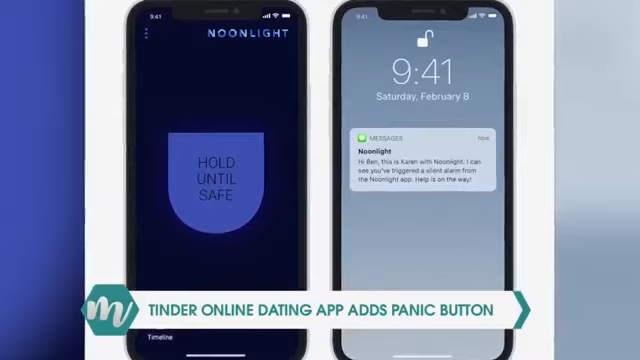 9:41
NOONLIGHT
HOLD
UNTIL
SAFE
Timeline
9:41
9:41
Saturday, February 8
MESSAGES
now
Noonlight
Hi Ben, this is Karen with Noonlight. I can
see you've triggered a silent alarm from
the Noonlight app. Help is on the way!
m
TINDER ONLINE DATING APP ADDS PANIC BUTTON